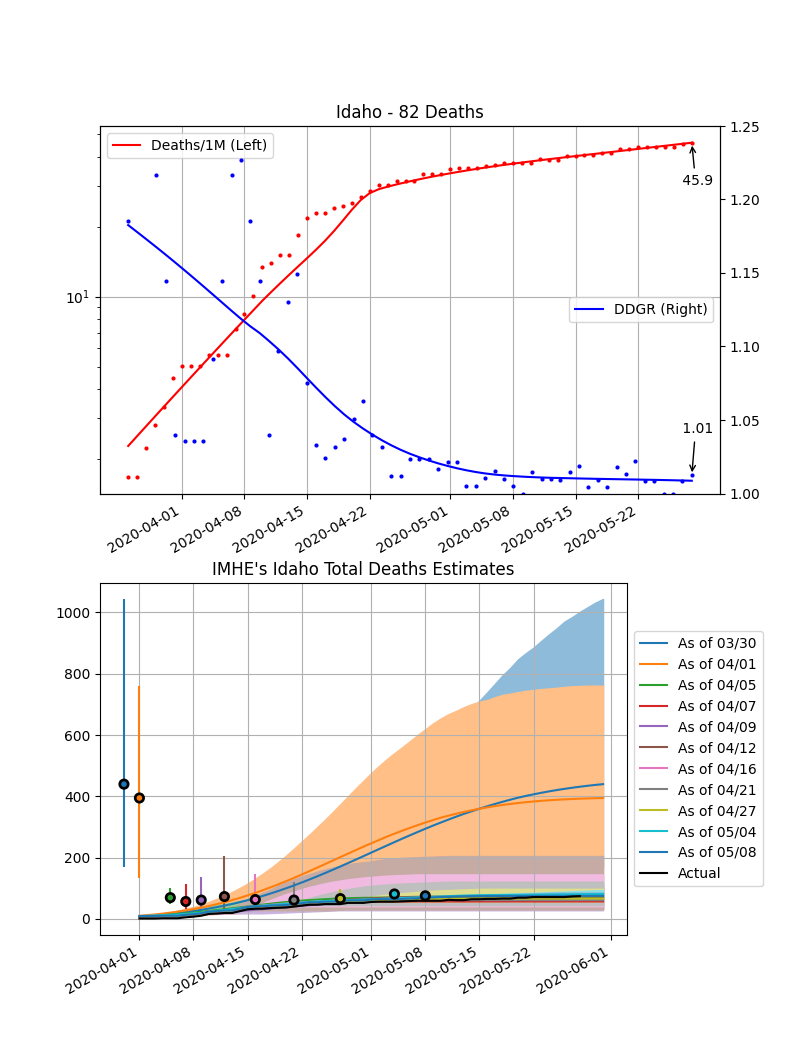 Idaho - 82 Deaths
Deaths/1M (Left)
DDGR (Right)
45.9
1.01
10¹
1.25
1.20
1.15
1.10
1.05
1.00
2020-04-01
2020-04-08
2020-04-15
2020-04-22
2020-05-01
2020-05-08
2020-05-15
2020-05-22
IMHE's Idaho Total Deaths Estimates
1000
800
600
400
200
0
2020-04-01
2020-04-08
2020-04-15
2020-04-22
2020-05-01
2020-05-08
2020-05-15
2020-05-22
2020-06-01
As of 03/30
As of 04/01
As of 04/05
As of 04/07
As of 04/09
As of 04/12
As of 04/16
As of 04/21
As of 04/27
As of 05/04
As of 05/08
Actual